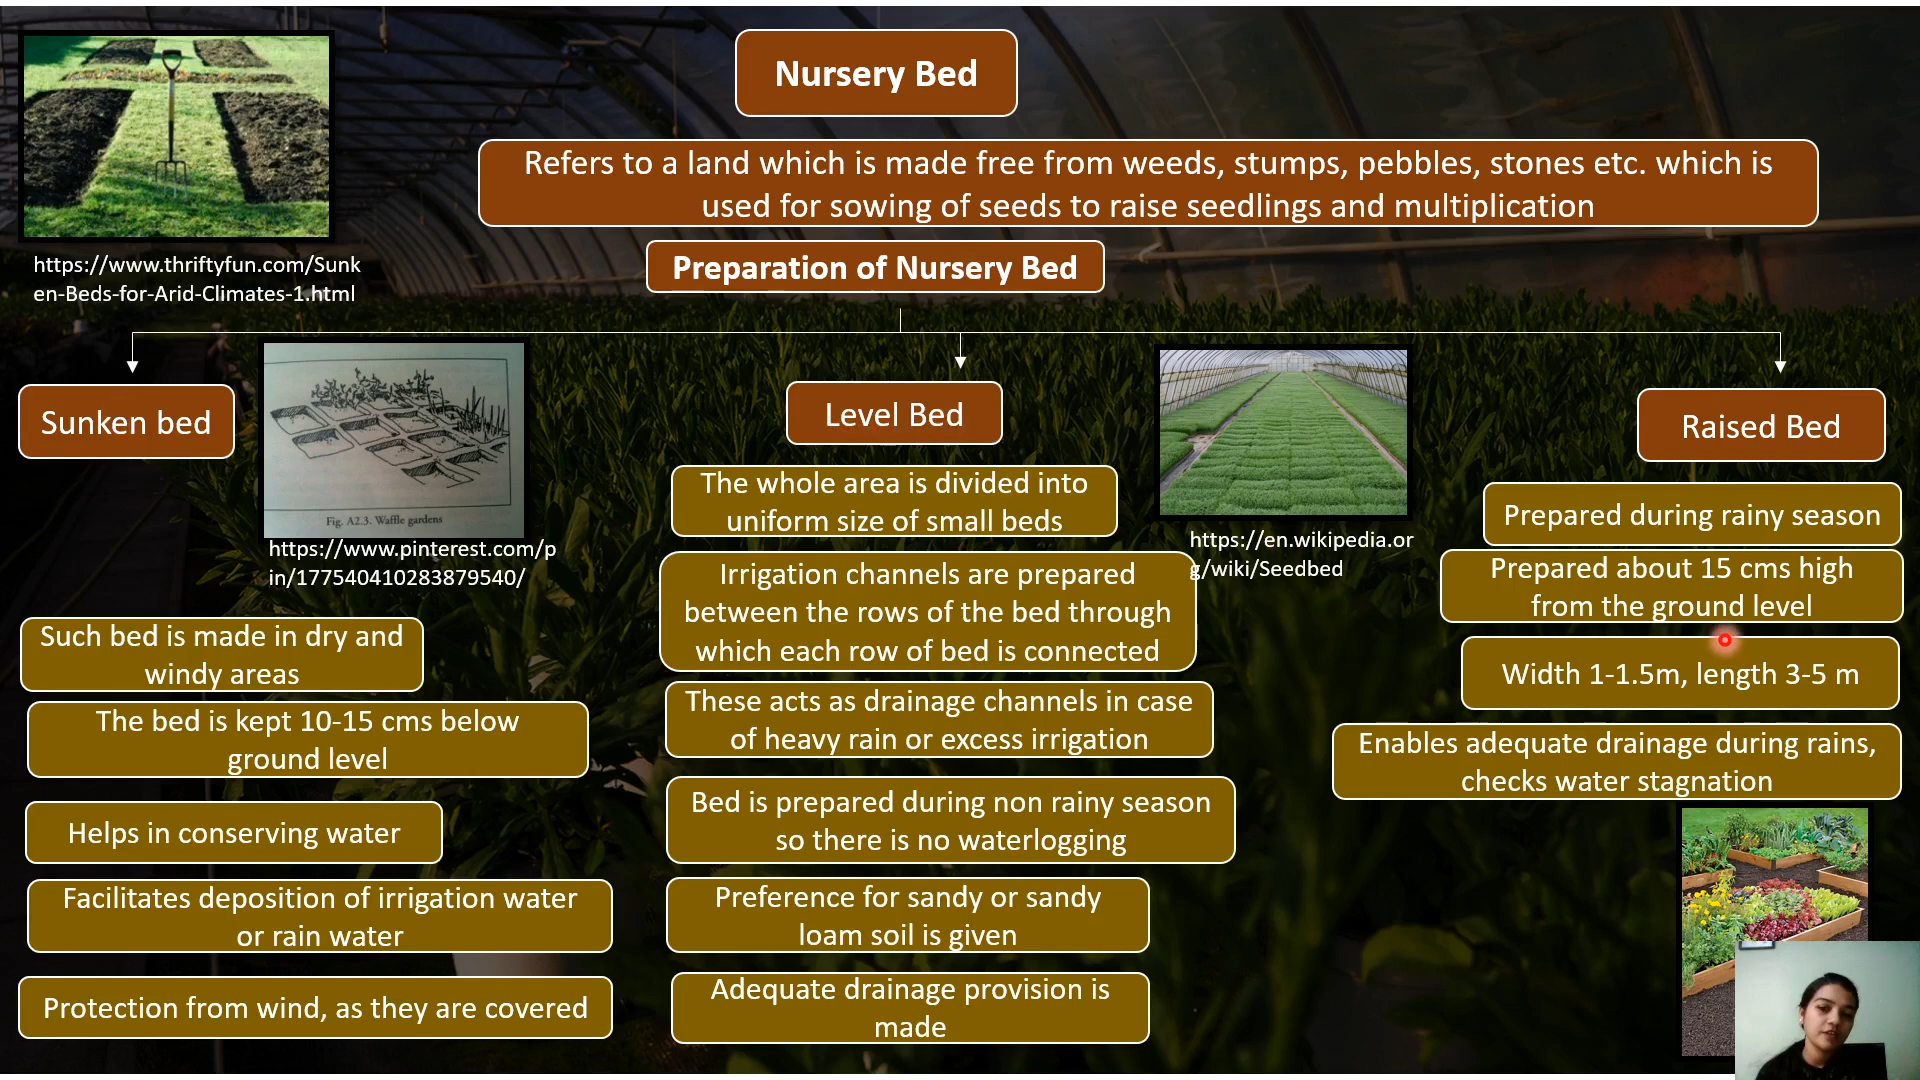 Nursery Bed
Refers to a land which is made free from weeds, stumps, pebbles, stones etc. which is
used for sowing of seeds to raise seedlings and multiplication
https://www.thriftyfun.com/Sunk
en-Beds-for-Arid-Climates-1.html
Preparation of Nursery Bed
Sunken bed
Fig. A2.3. Waffle gardens
https://www.pinterest.com/p
in/177540410283879540/
Such bed is made in dry and
windy areas
The bed is kept 10-15 cms below
ground level
Helps in conserving water
Facilitates deposition of irrigation water
or rain water
Protection from wind, as they are covered
Level Bed
The whole area is divided into
uniform size of small beds
Irrigation channels are prepared
between the rows of the bed through
which each row of bed is connected
These acts as drainage channels in case
of heavy rain or excess irrigation
Bed is prepared during non rainy season
so there is no waterlogging
Preference for sandy or sandy
loam soil is given
Adequate drainage provision is
made
https://en.wikipedia.or
g/wiki/Seedbed
Raised Bed
Prepared during rainy season
Prepared about 15 cms high
from the ground level
Width 1-1.5m, length 3-5 m
Enables adequate drainage during rains,
checks water stagnation